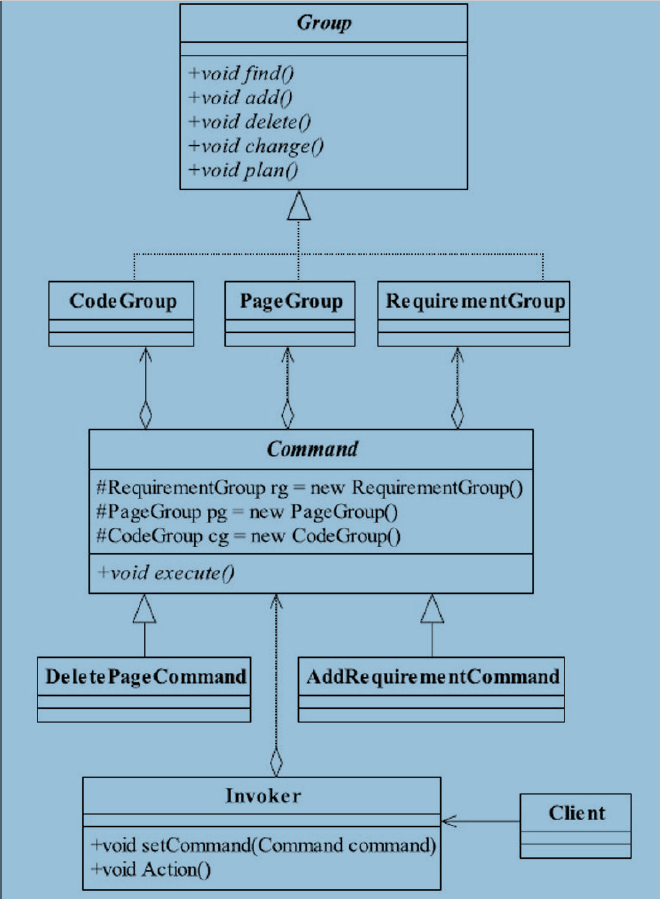 Group
+void find()
+void add()
+void delete()
+void change()
+void plan()
CodeGroup
PageGroup
RequirementGroup
Command
#RequirementGroup rg = new RequirementGroup()
#PageGroup pg = new PageGroup()
#CodeGroup cg = new CodeGroup()
+void execute()
DeletePageCommand
AddRequirementCommand
Invoker
+void setCommand(Command command)
+void Action()
Client